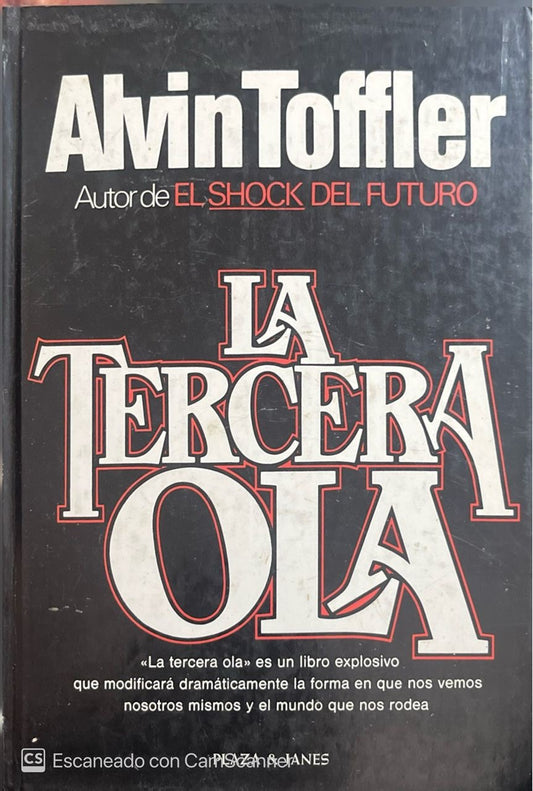 Alvin Toffler
Autor de EL SHOCK DEL FUTURO
LA
TERCERA
OLA
«La tercera ola» es un libro explosivo
que modificará dramáticamente la forma en que nos vemos
nosotros mismos y el mundo que nos rodea
PLAZA & JANES
CS Escaneado con CamScanner